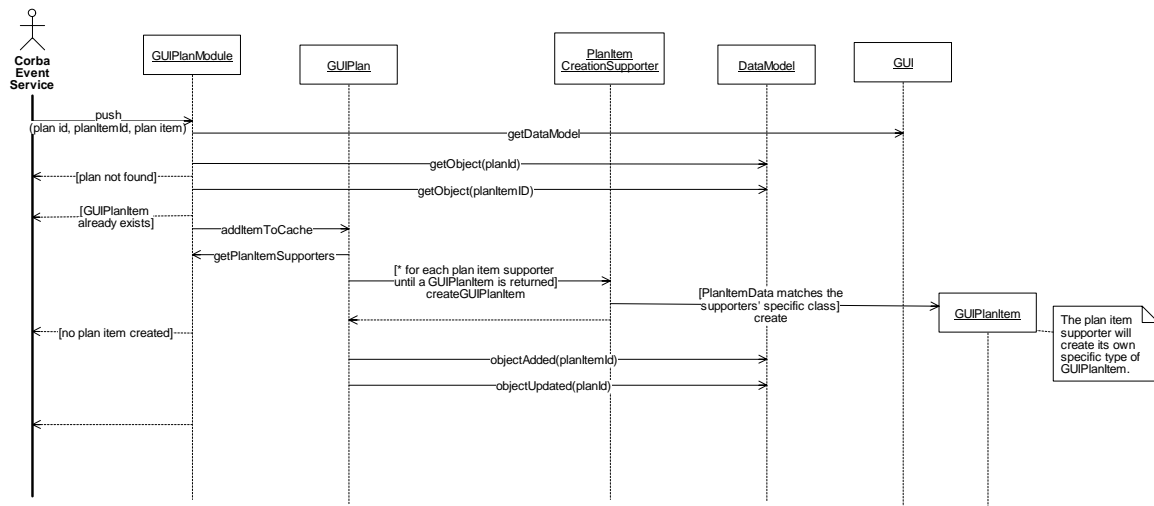 Corba
Event
Service
GUIPlanModule
GUIPlan
PlanItem
CreationSupporter
DataModel
GUI
push
(plan id, planItemId, plan item)
getDataModel
getObject(planId)
[plan not found]
getObject(planItemID)
[GUIPlanItem
already exists]
addItemToCache
getPlanItemSupporters
[* for each plan item supporter
until a GUIPlanItem is returned]
createGUIPlanItem
[PlanItemData matches the
supporters' specific class]
create
GUIPlanItem
The plan item
supporter will
create its own
specific type of
GUIPlanItem.
[no plan item created]
objectAdded(planItemId)
objectUpdated(planId)